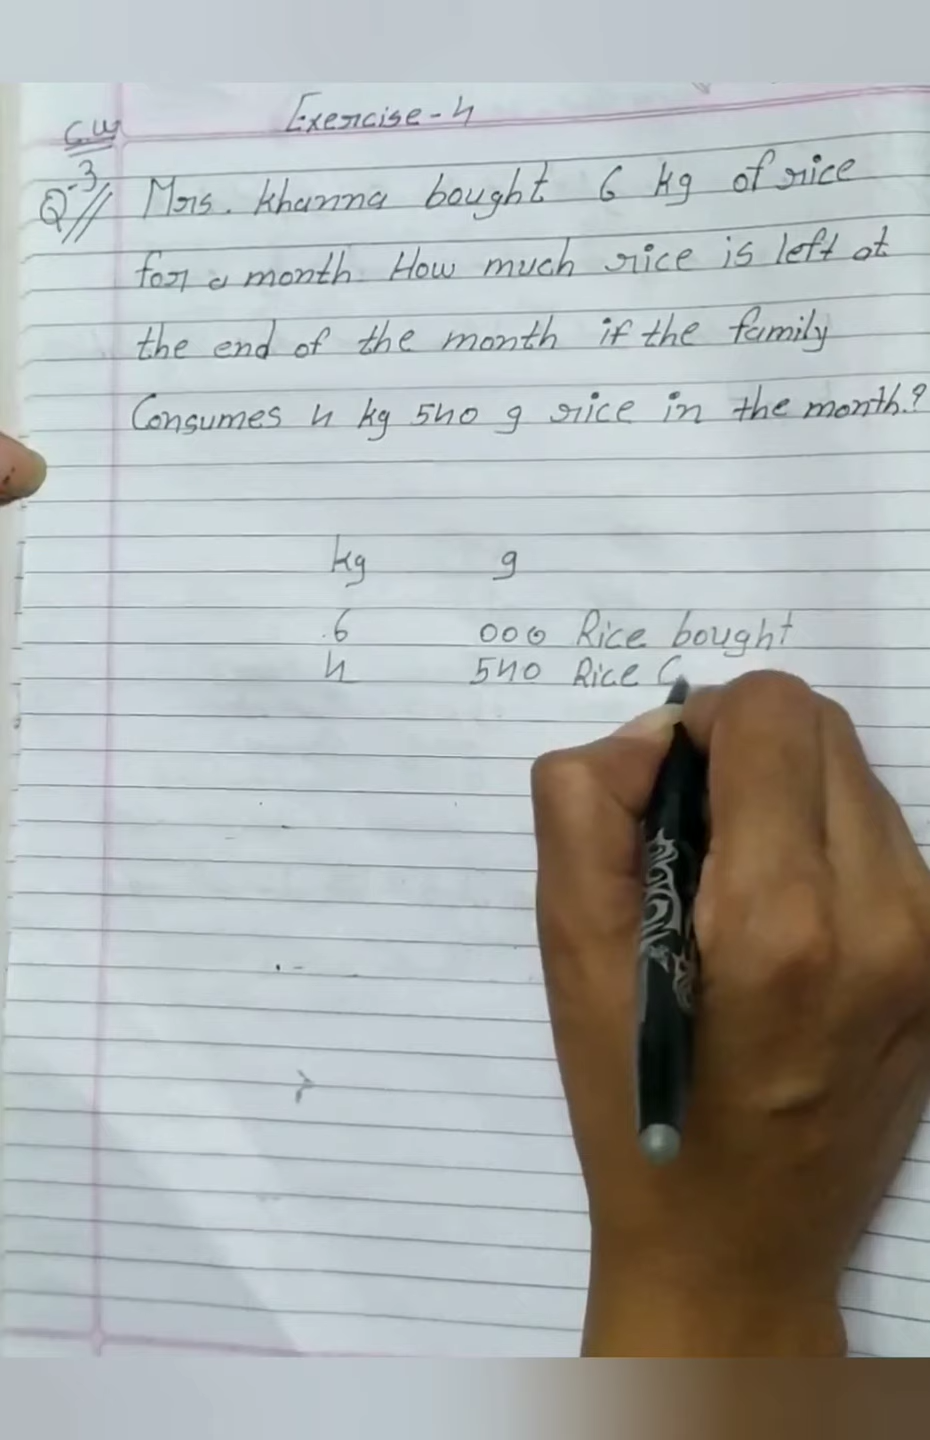 Exercise-4
C.W
Q-3 Mrs. Khanna bought 6 kg of rice
for a month. How much rice is left at
the end of the month if the family
Consumes 4 kg 540 g rice in the month.?
kg g
6 000 Rice bought
4 540 Rice C